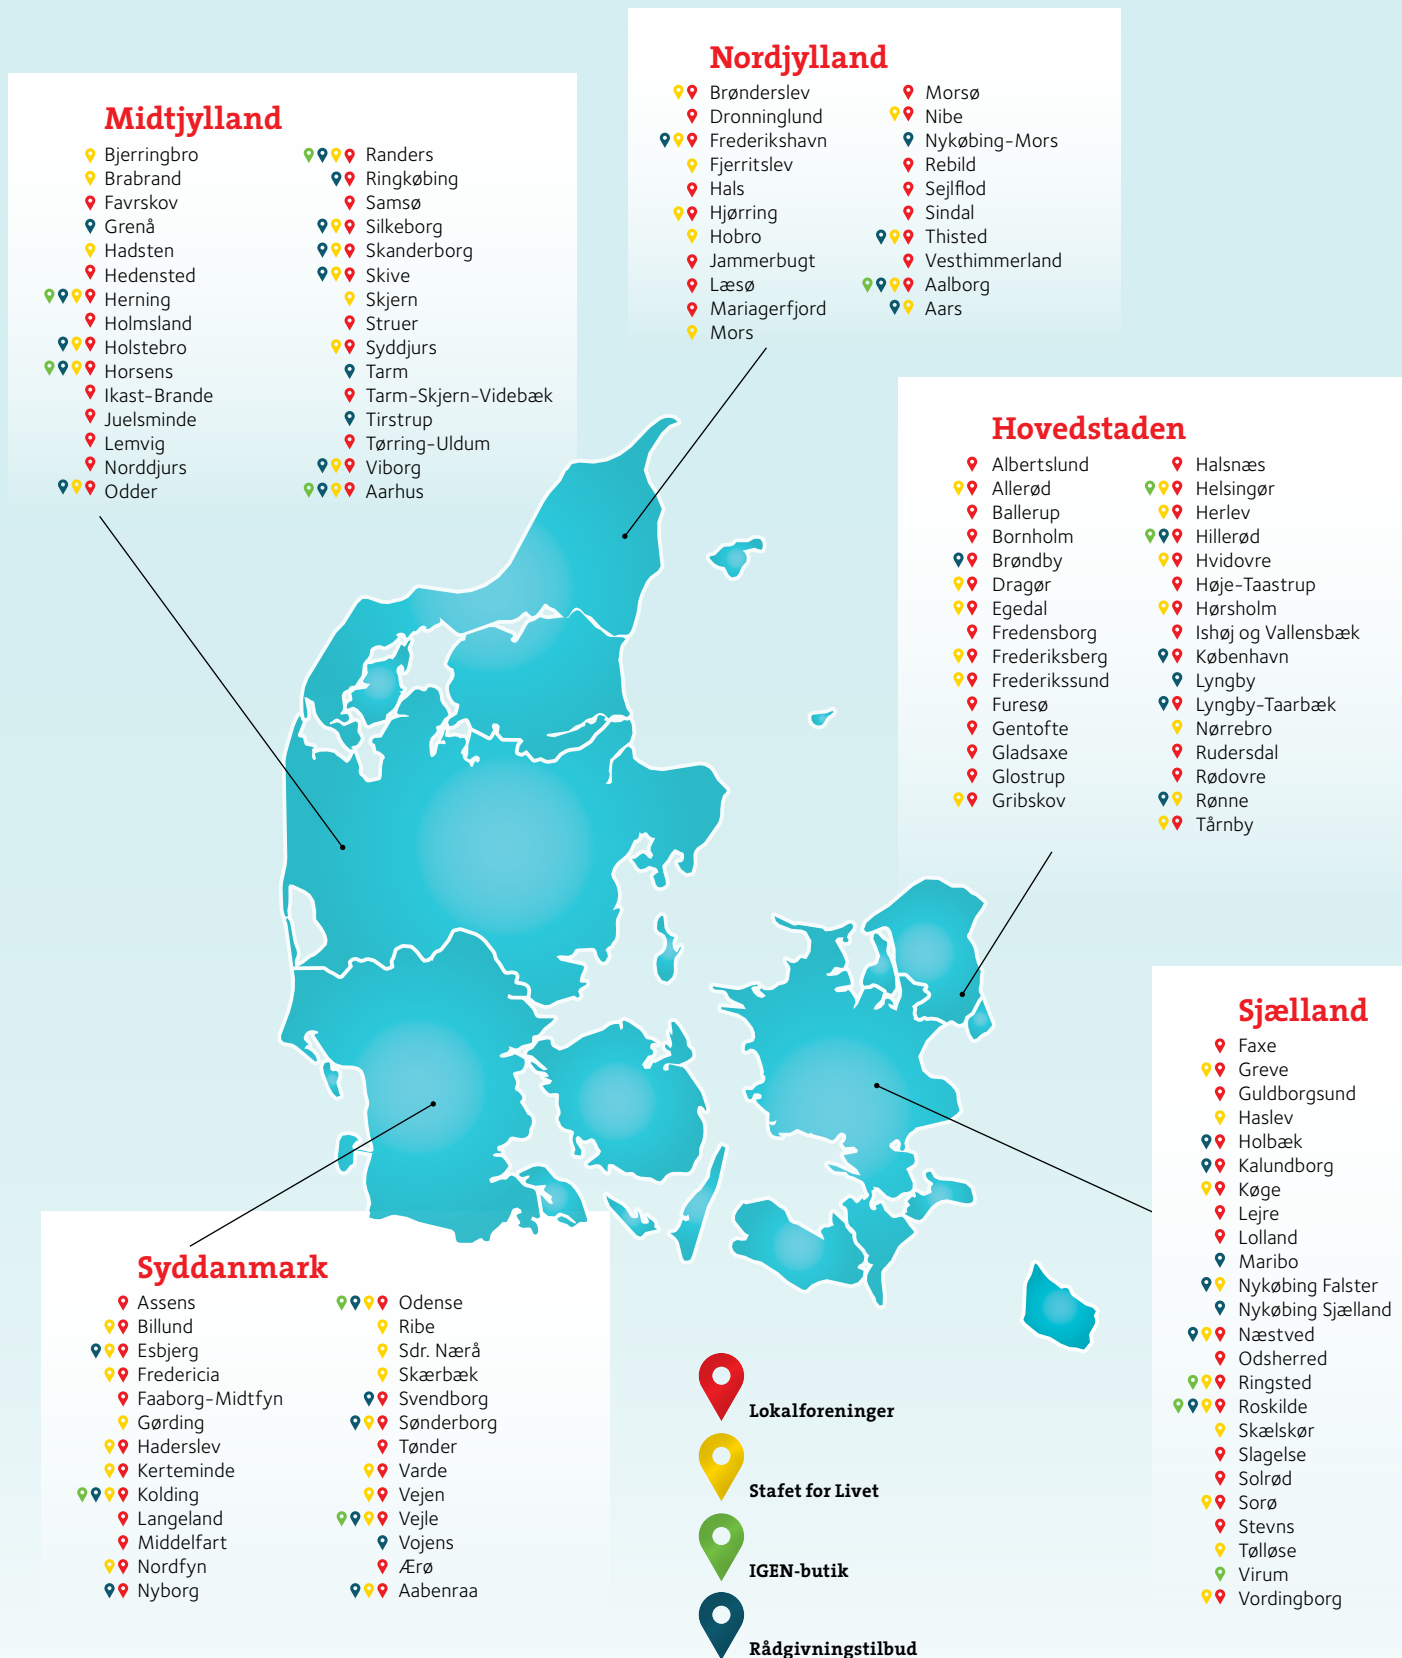 Nordjylland
Brønderslev
Dronninglund
Frederikshavn
Fjerritslev
Hals
Hjørring
Hobro
Jammerbugt
Læsø
Mariagerfjord
Mors
Morsø
Nibe
Nykøbing-Mors
Rebild
Sejlflod
Sindal
Thisted
Vesthimmerland
Aalborg
Aars
Midtjylland
Bjerringbro
Brabrand
Favrskov
Grenå
Hadsten
Hedensted
Herning
Holmsland
Holstebro
Horsens
Ikast-Brande
Juelsminde
Lemvig
Norddjurs
Odder
Randers
Ringkøbing
Samsø
Silkeborg
Skanderborg
Skive
Skjern
Struer
Syddjurs
Tarm
Tarm-Skjern-Videbæk
Tirstrup
Tørring-Uldum
Viborg
Aarhus
Hovedstaden
Albertslund
Allerød
Ballerup
Bornholm
Brøndby
Dragør
Egedal
Fredensborg
Frederiksberg
Frederikssund
Furesø
Gentofte
Gladsaxe
Glostrup
Gribskov
Halsnæs
Helsingør
Herlev
Hillerød
Hvidovre
Høje-Taastrup
Hørsholm
Ishøj og Vallensbæk
København
Lyngby
Lyngby-Taarbæk
Nørrebro
Rudersdal
Rødovre
Rønne
Tårnby
Sjælland
Faxe
Greve
Guldborgsund
Haslev
Holbæk
Kalundborg
Køge
Lejre
Lolland
Maribo
Nykøbing Falster
Nykøbing Sjælland
Næstved
Odsherred
Ringsted
Roskilde
Skælskør
Slagelse
Solrød
Sorø
Stevns
Tølløse
Virum
Vordingborg
Syddanmark
Assens
Billund
Esbjerg
Fredericia
Faaborg-Midtfyn
Gørding
Haderslev
Kerteminde
Kolding
Langeland
Middelfart
Nordfyn
Nyborg
Odense
Ribe
Sdr. Nærå
Skærbæk
Svendborg
Sønderborg
Tønder
Varde
Vejen
Vejle
Vojens
Ærø
Aabenraa
Lokalforeninger
Stafet for Livet
IGEN-butik
Rådgivningstilbud